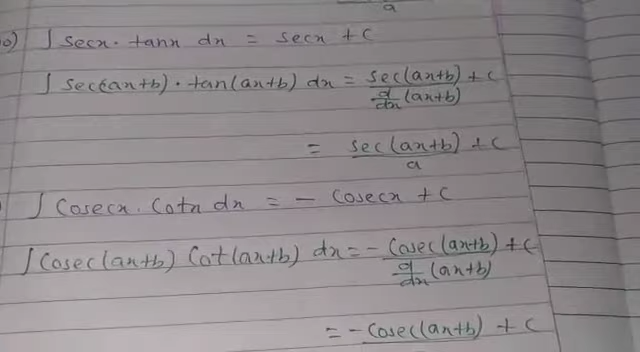 a
0) ∫ secx · tanx dx = secx + C
∫ sec(ax+b) · tan(ax+b) dx = sec(ax+b) + C / d/dx (ax+b)
= sec(ax+b) + C / a
∫ Cosecx . Cotx dx = - Cosecx + C
∫ Cosec(ax+b) Cot(ax+b) dx = - Cosec(ax+b) + C / d/dx (ax+b)
= - Cosec(ax+b) + C